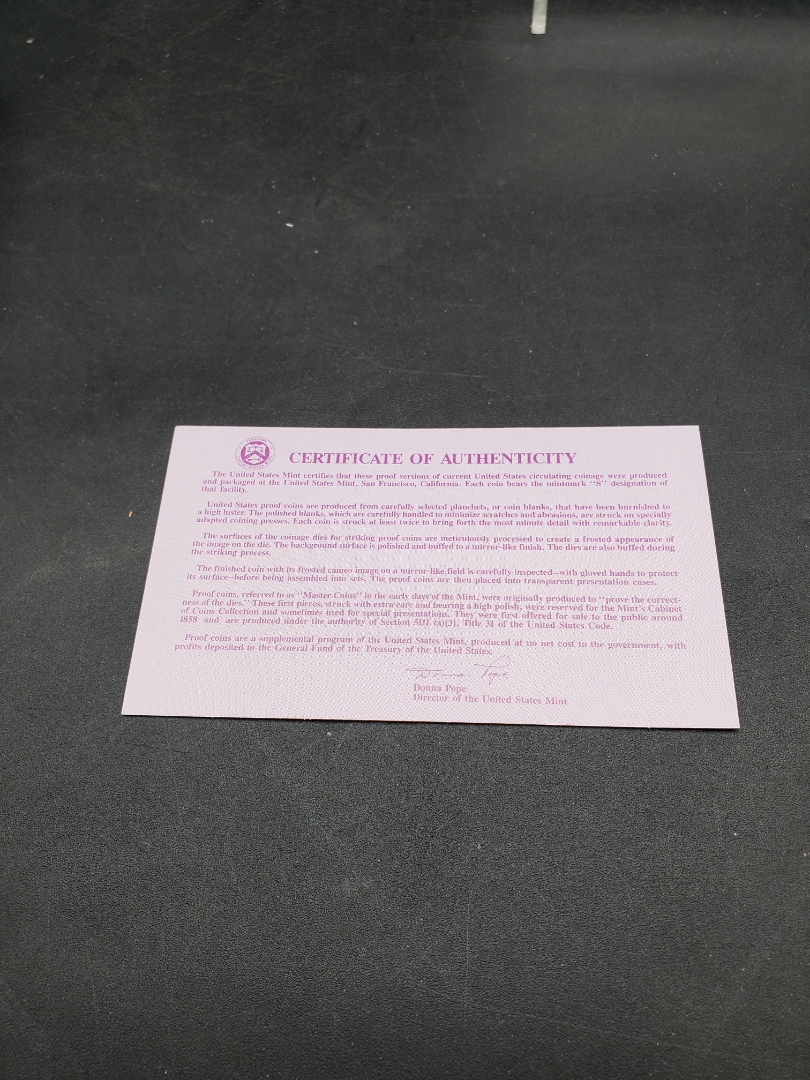 CERTIFICATE OF AUTHENTICITY
The United States Mint certifies that these proof versions of current United States circulating coinage were produced
and packaged at the United States Mint, San Francisco, California. Each coin bears the mintmark "S" designation of
that facility.
United States proof coins are produced from carefully selected planchets, or coin blanks, that have been burnished to
a high luster. The polished blanks, which are carefully handled to minimize scratches and abrasions, are struck on specially
adapted coining presses. Each coin is struck at least twice to bring forth the most minute detail with remarkable clarity.
The surfaces of the coinage dies for striking proof coins are meticulously processed to create a frosted appearance of
the image on the die. The background surface is polished and buffed to a mirror-like finish. The dies are also buffed during
the striking process.
The finished coin with its frosted cameo image on a mirror-like field is carefully inspected—with gloved hands to protect
its surface—before being assembled into sets. The proof coins are then placed into transparent presentation cases.
Proof coins, referred to as "Master Coins" in the early days of the Mint, were originally produced to "prove the correct-
ness of the dies." These first pieces, struck with extra care and bearing a high polish, were reserved for the Mint's Cabinet
of Coins Collection and sometimes used for special presentations. They were first offered for sale to the public around
1858 and are produced under the authority of Section 5111 (a)(3), Title 31 of the United States Code.
Proof coins are a supplemental program of the United States Mint, produced at no net cost to the government, with
profits deposited to the General Fund of the Treasury of the United States.
Donna Pope
Donna Pope
Director of the United States Mint